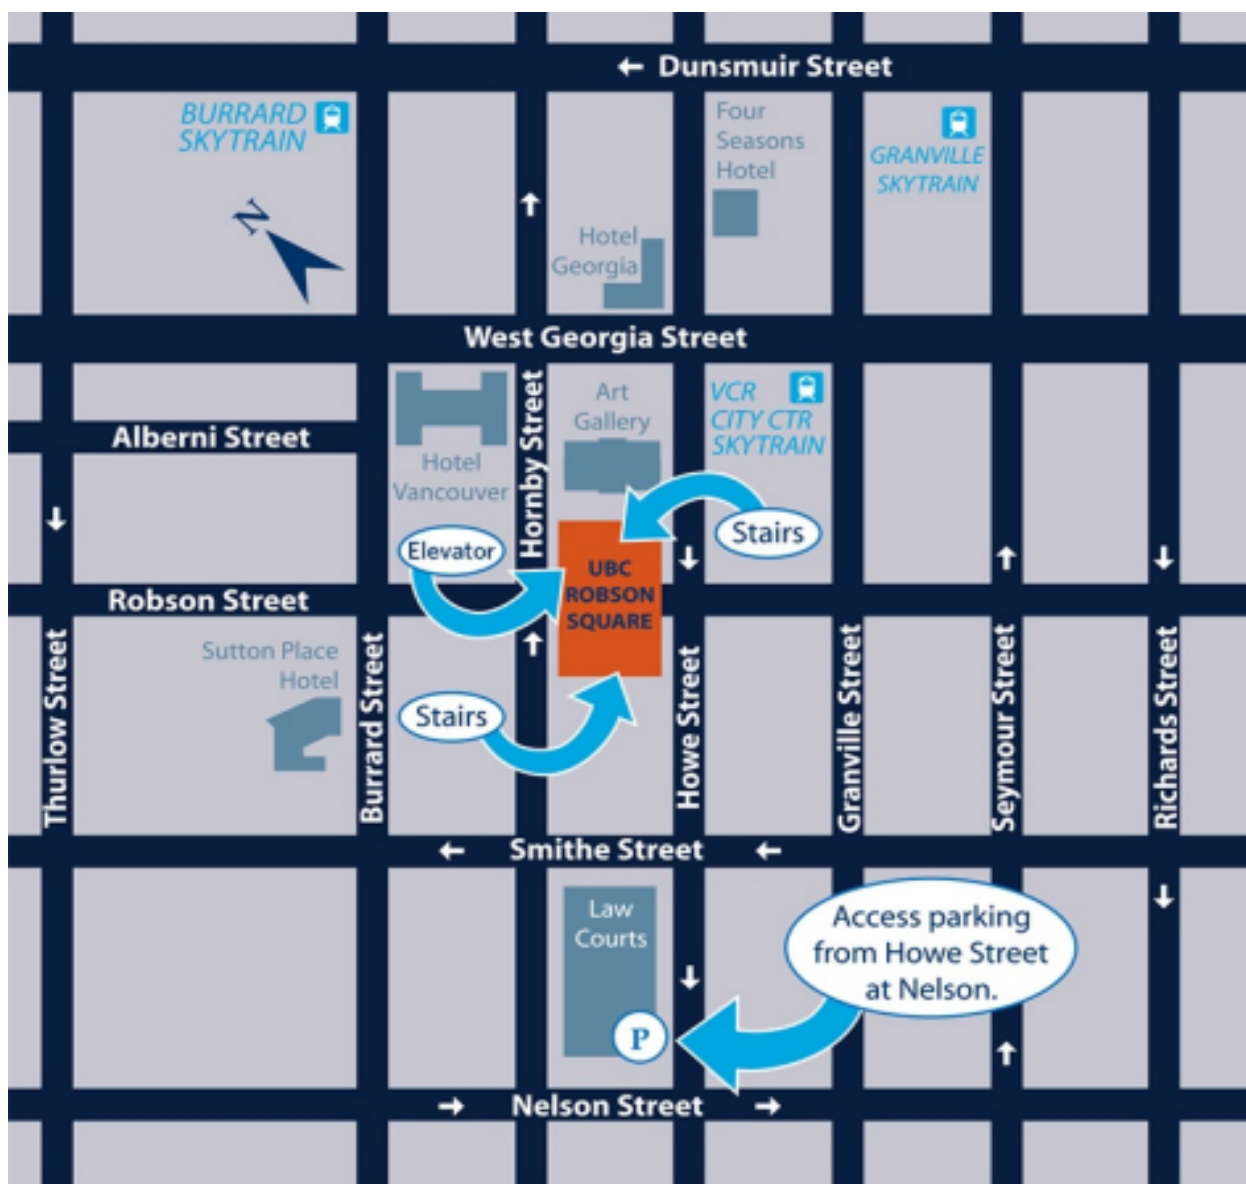 ← Dunsmuir Street
BURRARD
SKYTRAIN
Four
Seasons
Hotel
GRANVILLE
SKYTRAIN
N
Hotel
Georgia
West Georgia Street
Art
Gallery
VCR
CITY CTR
SKYTRAIN
Alberni Street
Hotel
Vancouver
Hornby Street
Stairs
Elevator
UBC
ROBSON
SQUARE
Robson Street
Sutton Place
Hotel
Stairs
Thurlow Street
Burrard Street
Howe Street
Granville Street
Seymour Street
Richards Street
← Smithe Street ←
Law
Courts
Access parking
from Howe Street
at Nelson.
P
→ Nelson Street →